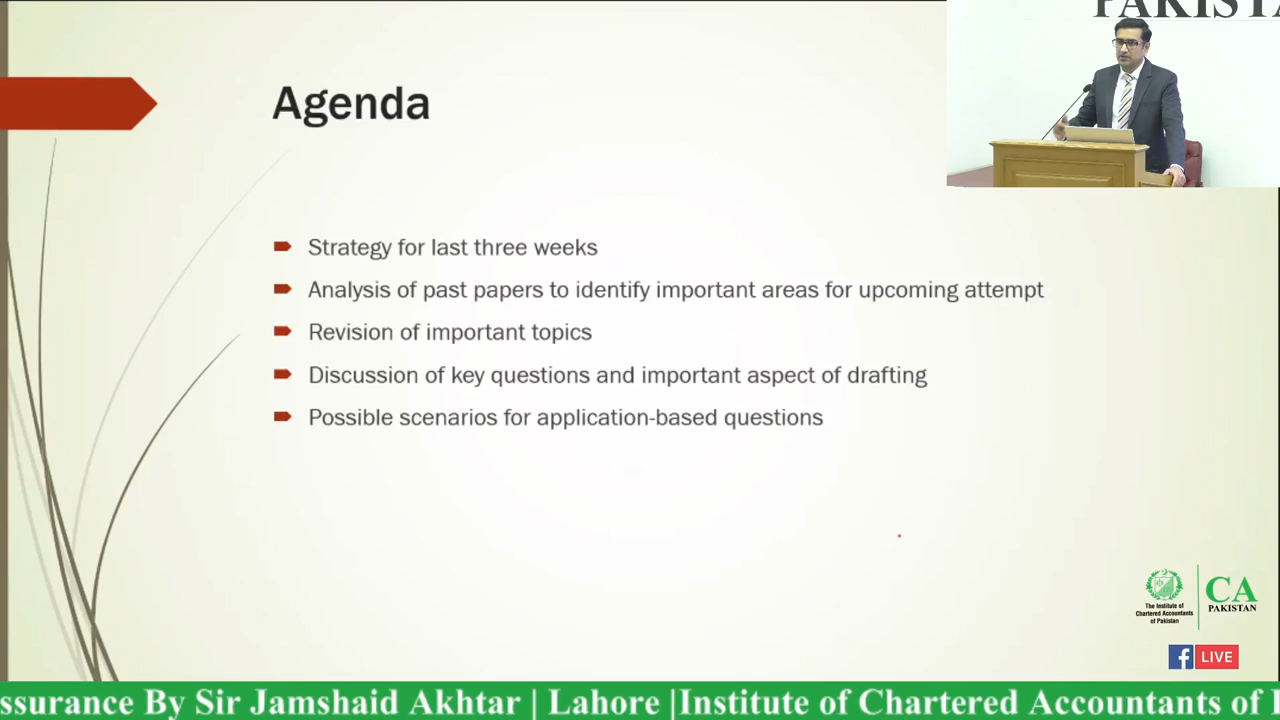 PAKISTA
Agenda
Strategy for last three weeks
Analysis of past papers to identify important areas for upcoming attempt
Revision of important topics
Discussion of key questions and important aspect of drafting
Possible scenarios for application-based questions
The Institute of
Chartered Accountants
of Pakistan
CA
PAKISTAN
f LIVE
ssurance By Sir Jamshaid Akhtar | Lahore |Institute of Chartered Accountants of